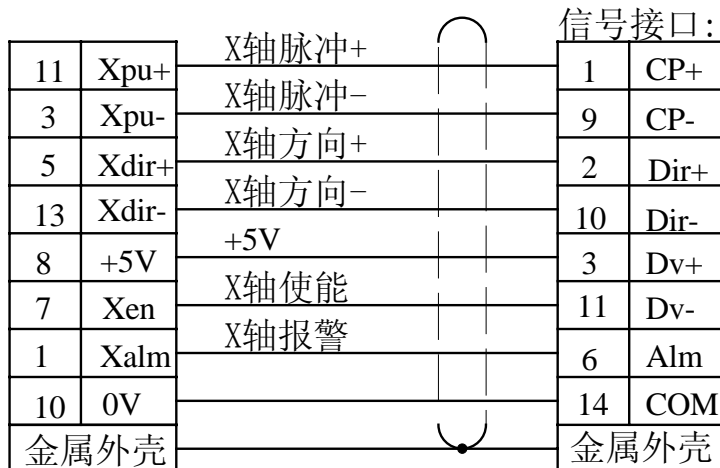 信号接口:
11 Xpu+ X轴脉冲+ 1 CP+
3 Xpu- X轴脉冲- 9 CP-
5 Xdir+ X轴方向+ 2 Dir+
13 Xdir- X轴方向- 10 Dir-
8 +5V +5V 3 Dv+
7 Xen X轴使能 11 Dv-
1 Xalm X轴报警 6 Alm
10 0V 14 COM
金属外壳 金属外壳